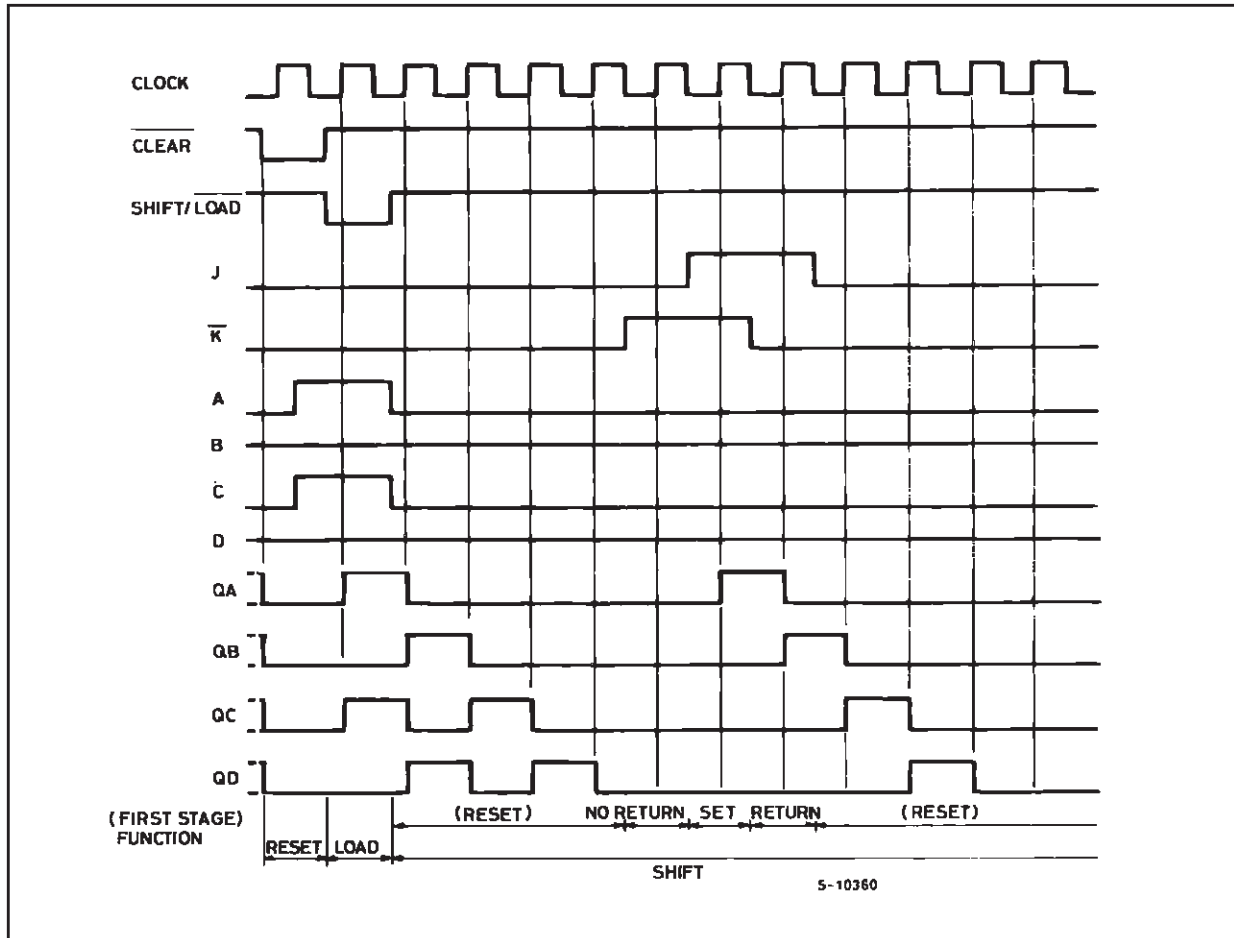 CLOCK
CLEAR
SHIFT/LOAD
J
K
A
B
C
D
QA
QB
QC
QD
(FIRST STAGE)
FUNCTION
(RESET) NO RETURN SET RETURN (RESET)
RESET LOAD
SHIFT
S-10360